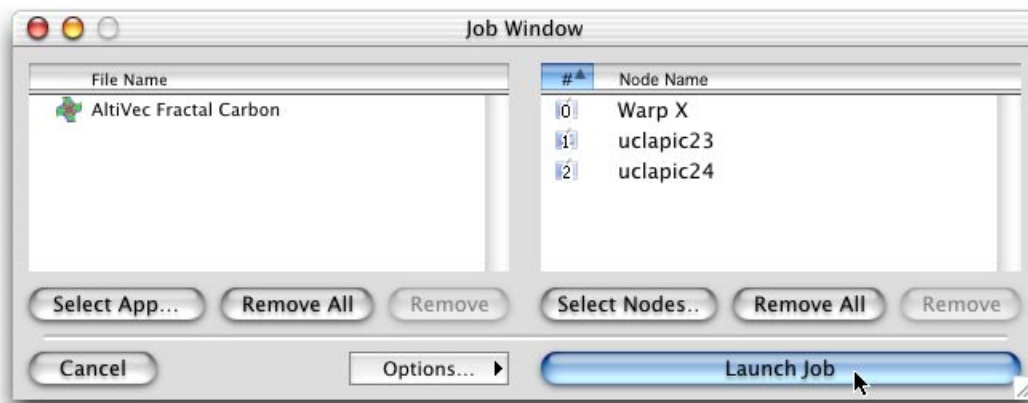 Job Window
File Name
AltiVec Fractal Carbon
# Node Name
0 Warp X
1 uclapic23
2 uclapic24
Select App... Remove All Remove Select Nodes.. Remove All Remove
Cancel Options... Launch Job